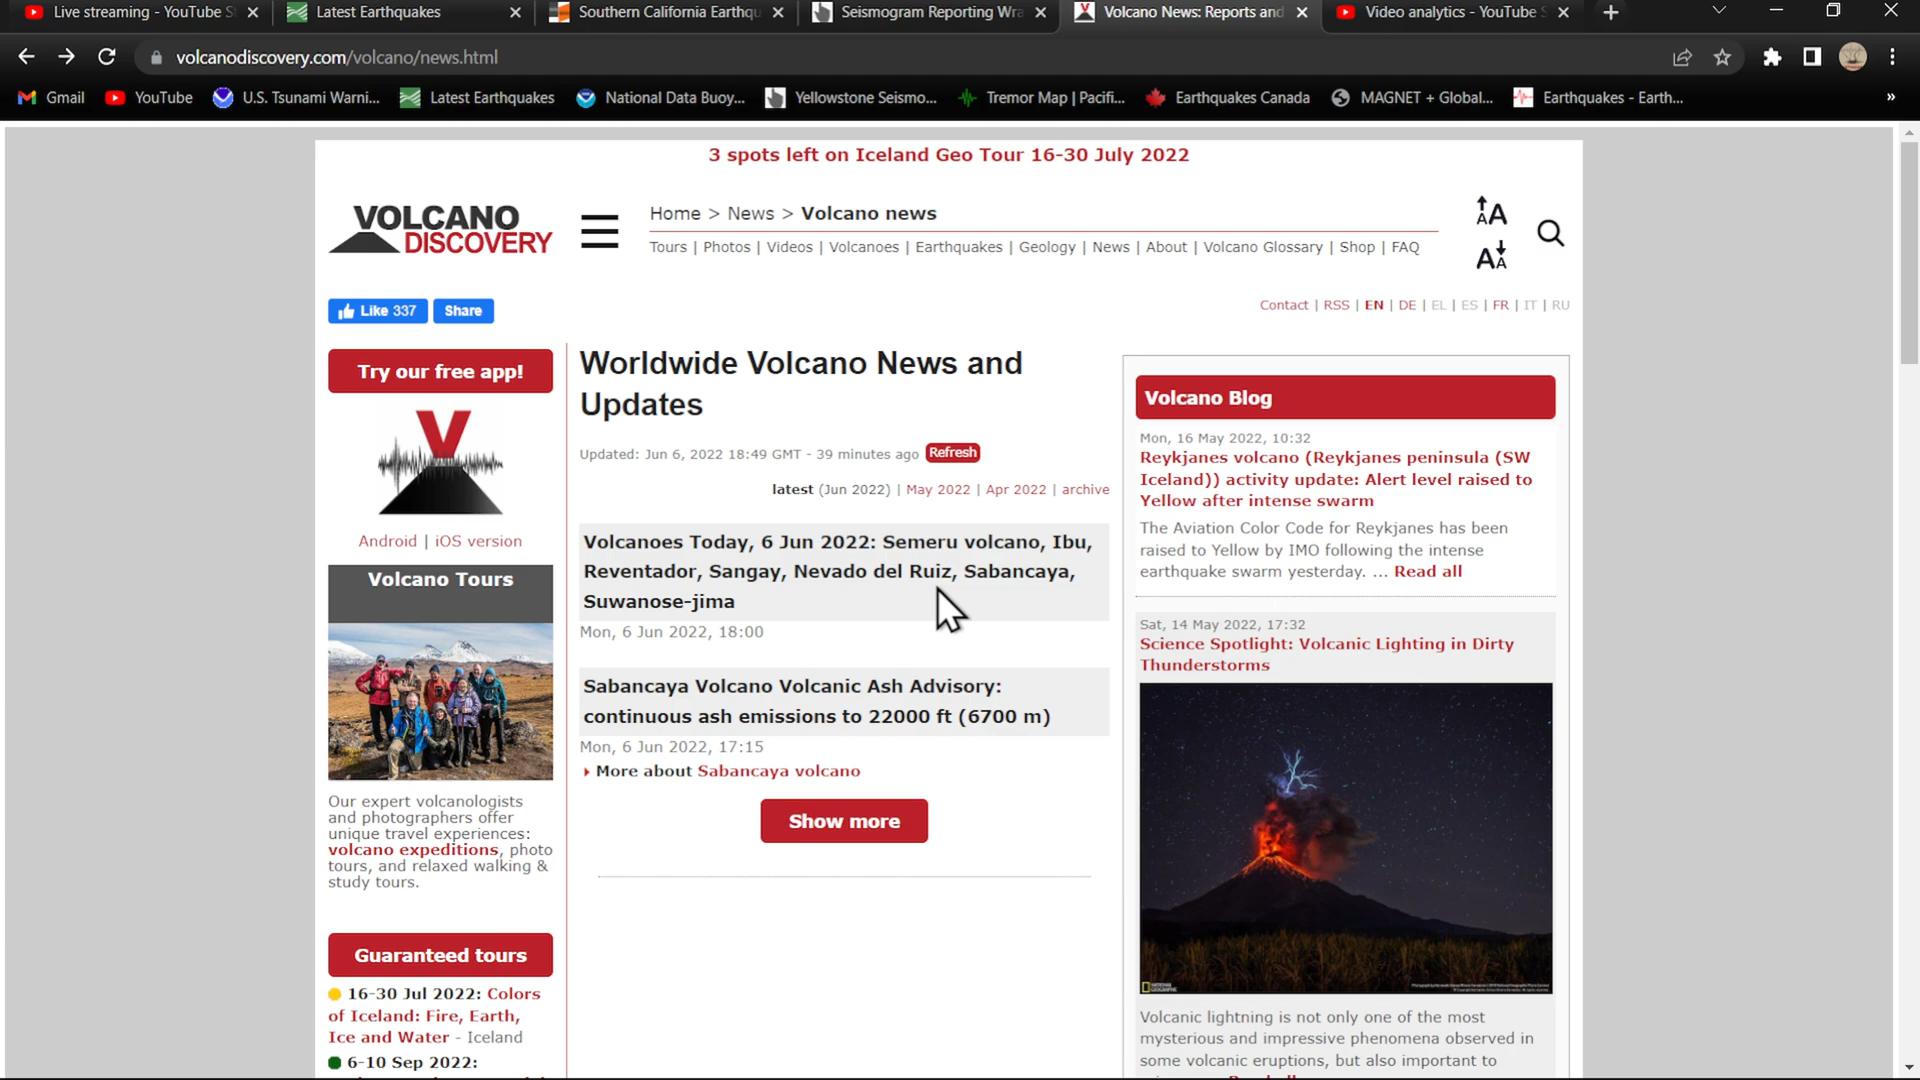 Live streaming - YouTube S
Latest Earthquakes
Southern California Earthqu
Seismogram Reporting Wra
Volcano News: Reports and
Video analytics - YouTube S
volcanodiscovery.com/volcano/news.html
Gmail
YouTube
U.S. Tsunami Warni...
Latest Earthquakes
National Data Buoy...
Yellowstone Seismo...
Tremor Map | Pacifi...
Earthquakes Canada
MAGNET + Global...
Earthquakes - Earth...
»
3 spots left on Iceland Geo Tour 16-30 July 2022
VOLCANO
DISCOVERY
Home > News > Volcano news
Tours | Photos | Videos | Volcanoes | Earthquakes | Geology | News | About | Volcano Glossary | Shop | FAQ
AA
AA
Like 337
Share
Contact | RSS | EN | DE | EL | ES | FR | IT | RU
Try our free app!
V
Android | iOS version
Volcano Tours
Our expert volcanologists
and photographers offer
unique travel experiences:
volcano expeditions, photo
tours, and relaxed walking &
study tours.
Guaranteed tours
16-30 Jul 2022: Colors
of Iceland: Fire, Earth,
Ice and Water - Iceland
6-10 Sep 2022:
Worldwide Volcano News and
Updates
Updated: Jun 6, 2022 18:49 GMT - 39 minutes ago Refresh
latest (Jun 2022) | May 2022 | Apr 2022 | archive
Volcanoes Today, 6 Jun 2022: Semeru volcano, Ibu,
Reventador, Sangay, Nevado del Ruiz, Sabancaya,
Suwanose-jima
Mon, 6 Jun 2022, 18:00
Sabancaya Volcano Volcanic Ash Advisory:
continuous ash emissions to 22000 ft (6700 m)
Mon, 6 Jun 2022, 17:15
More about Sabancaya volcano
Show more
Volcano Blog
Mon, 16 May 2022, 10:32
Reykjanes volcano (Reykjanes peninsula (SW
Iceland)) activity update: Alert level raised to
Yellow after intense swarm
The Aviation Color Code for Reykjanes has been
raised to Yellow by IMO following the intense
earthquake swarm yesterday. ... Read all
Sat, 14 May 2022, 17:32
Science Spotlight: Volcanic Lighting in Dirty
Thunderstorms
Volcanic lightning is not only one of the most
mysterious and impressive phenomena observed in
some volcanic eruptions, but also important to